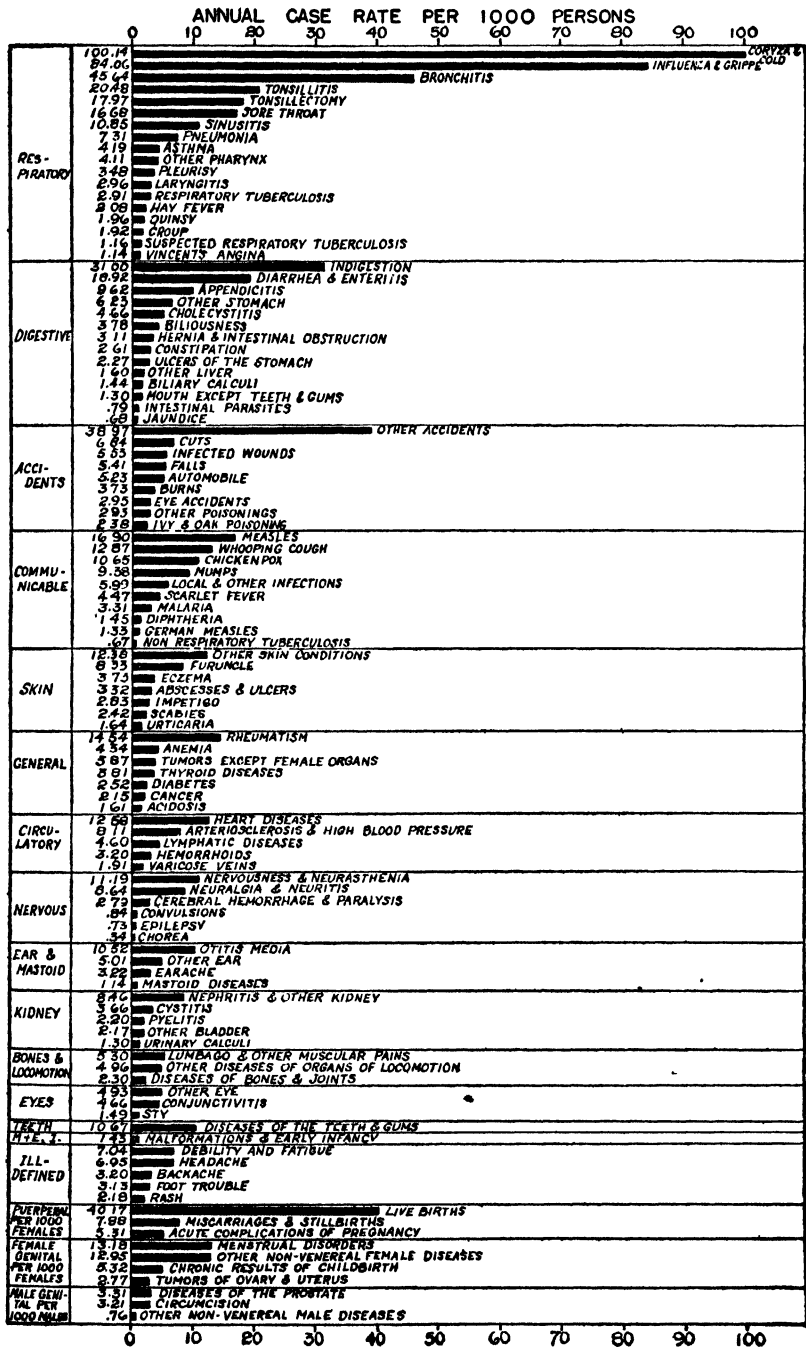 ANNUAL CASE RATE PER 1000 PERSONS
0 10 20 30 40 50 60 70 80 90 100
RES-
PIRATORY
100.14 CORYZA & COLD
84.06 INFLUENZA & GRIPPE
45.64 BRONCHITIS
20.48 TONSILLITIS
17.97 TONSILLECTOMY
16.68 SORE THROAT
10.85 SINUSITIS
7.31 PNEUMONIA
4.19 ASTHMA
4.11 OTHER PHARYNX
3.48 PLEURISY
2.96 LARYNGITIS
2.91 RESPIRATORY TUBERCULOSIS
2.08 HAY FEVER
1.96 QUINSY
1.92 CROUP
1.16 SUSPECTED RESPIRATORY TUBERCULOSIS
1.14 VINCENT'S ANGINA
DIGESTIVE
INDIGESTION
18.92 DIARRHEA & ENTERITIS
9.62 APPENDICITIS
6.23 OTHER STOMACH
4.66 CHOLECYSTITIS
3.78 BILIOUSNESS
3.11 HERNIA & INTESTINAL OBSTRUCTION
2.61 CONSTIPATION
2.27 ULCERS OF THE STOMACH
1.60 OTHER LIVER
1.44 BILIARY CALCULI
1.30 MOUTH EXCEPT TEETH & GUMS
.79 INTESTINAL PARASITES
.68 JAUNDICE
ACCI-
DENTS
38.97 OTHER ACCIDENTS
6.84 CUTS
INFECTED WOUNDS
5.41 FALLS
5.23 AUTOMOBILE
3.73 BURNS
2.95 EYE ACCIDENTS
2.93 OTHER POISONINGS
2.38 IVY & OAK POISONING
COMMU-
NICABLE
16.90 MEASLES
12.87 WHOOPING COUGH
10.65 CHICKENPOX
9.38 MUMPS
5.99 LOCAL & OTHER INFECTIONS
4.47 SCARLET FEVER
3.31 MALARIA
1.45 DIPHTHERIA
1.33 GERMAN MEASLES
.67 NON RESPIRATORY TUBERCULOSIS
SKIN
12.38 OTHER SKIN CONDITIONS
FURUNCLE
3.73 ECZEMA
3.32 ABSCESSES & ULCERS
2.83 IMPETIGO
2.42 SCABIES
1.64 URTICARIA
GENERAL
14.54 RHEUMATISM
4.34 ANEMIA
3.87 TUMORS EXCEPT FEMALE ORGANS
3.81 THYROID DISEASES
2.52 DIABETES
2.15 CANCER
1.61 ACIDOSIS
CIRCU-
LATORY
HEART DISEASES
8.11 ARTERIOSCLEROSIS & HIGH BLOOD PRESSURE
4.60 LYMPHATIC DISEASES
3.20 HEMORRHOIDS
1.91 VARICOSE VEINS
NERVOUS
11.19 NERVOUSNESS & NEURASTHENIA
8.64 NEURALGIA & NEURITIS
2.79 CEREBRAL HEMORRHAGE & PARALYSIS
.84 CONVULSIONS
.73 EPILEPSY
.34 CHOREA
EAR &
MASTOID
10.52 OTITIS MEDIA
5.01 OTHER EAR
3.22 EARACHE
1.14 MASTOID DISEASES
KIDNEY
8.46 NEPHRITIS & OTHER KIDNEY
3.66 CYSTITIS
2.20 PYELITIS
2.17 OTHER BLADDER
1.30 URINARY CALCULI
BONES &
LOCOMOTION
5.30 LUMBAGO & OTHER MUSCULAR PAINS
4.96 OTHER DISEASES OF ORGANS OF LOCOMOTION
2.30 DISEASES OF BONES & JOINTS
EYES
4.93 OTHER EYE
4.66 CONJUNCTIVITIS
1.49 STY
TEETH
10.67 DISEASES OF THE TEETH & GUMS
M. & E. I.
1.43 MALFORMATIONS & EARLY INFANCY
ILL-
DEFINED
7.04 DEBILITY AND FATIGUE
6.95 HEADACHE
3.20 BACKACHE
3.13 FOOT TROUBLE
2.18 RASH
PUERPERAL
PER 1000
FEMALES
40.17 LIVE BIRTHS
7.88 MISCARRIAGES & STILLBIRTHS
5.31 ACUTE COMPLICATIONS OF PREGNANCY
FEMALE
GENITAL
PER 1000
FEMALES
13.18 MENSTRUAL DISORDERS
12.95 OTHER NON-VENEREAL FEMALE DISEASES
5.32 CHRONIC RESULTS OF CHILDBIRTH
2.77 TUMORS OF OVARY & UTERUS
MALE GENI-
TAL PER
1000 MALES
3.31 DISEASES OF THE PROSTATE
3.21 CIRCUMCISION
.76 OTHER NON-VENEREAL MALE DISEASES
0 10 20 30 40 50 60 70 80 90 100